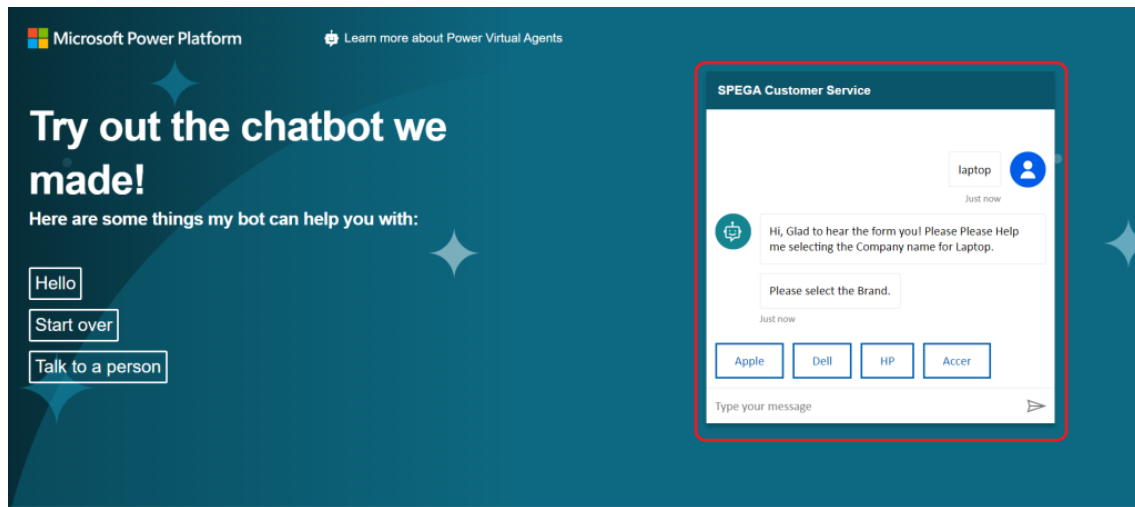 Microsoft Power Platform
Learn more about Power Virtual Agents
Try out the chatbot we
made!
Here are some things my bot can help you with:
Hello
Start over
Talk to a person
SPEGA Customer Service
laptop
Just now
Hi, Glad to hear the form you! Please Please Help
me selecting the Company name for Laptop.
Please select the Brand.
Just now
Apple
Dell
HP
Accer
Type your message